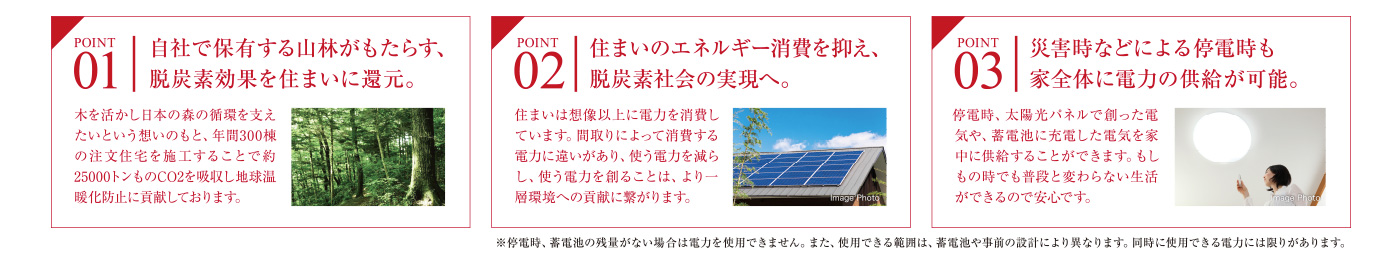 POINT
01
自社で保有する山林がもたらす、
脱炭素効果を住まいに還元。
木を活かし日本の森の循環を支え
たいという想いのもと、年間300棟
の注文住宅を施工することで約
25000トンものCO2を吸収し地球温
暖化防止に貢献しております。
POINT
02
住まいのエネルギー消費を抑え、
脱炭素社会の実現へ。
住まいは想像以上に電力を消費し
ています。間取りによって消費する
電力に違いがあり、使う電力を減ら
し、使う電力を創ることは、より一
層環境への貢献に繋がります。
Image Photo
POINT
03
災害時などによる停電時も
家全体に電力の供給が可能。
停電時、太陽光パネルで創った電
気や、蓄電池に充電した電気を家
中に供給することができます。もし
もの時でも普段と変わらない生活
ができるので安心です。
Image Photo
※停電時、蓄電池の残量がない場合は電力を使用できません。また、使用できる範囲は、蓄電池や事前の設計により異なります。同時に使用できる電力には限りがあります。